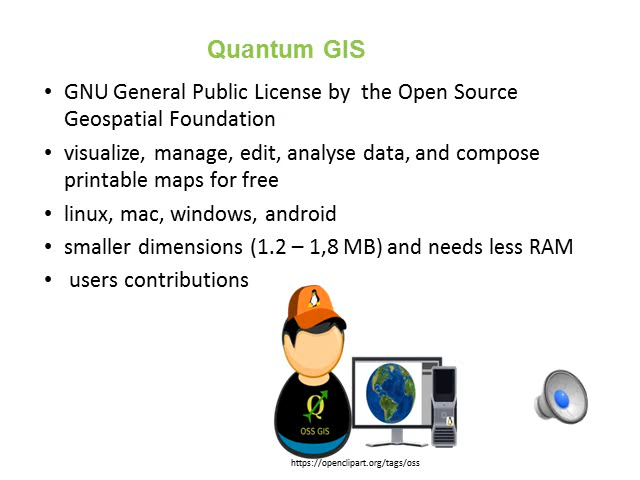 Quantum GIS
• GNU General Public License by  the Open Source
Geospatial Foundation
• visualize, manage, edit, analyse data, and compose
printable maps for free
• linux, mac, windows, android
• smaller dimensions (1.2 – 1,8 MB) and needs less RAM
• users contributions
Q
OSS GIS
https://openclipart.org/tags/oss